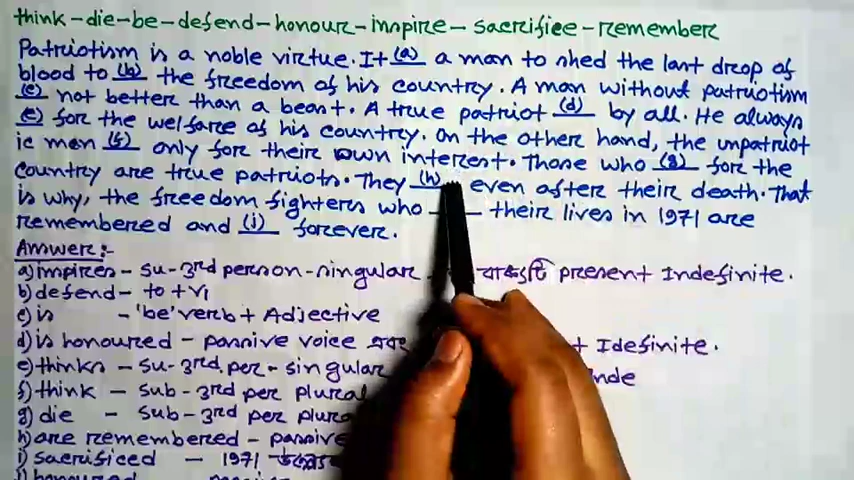 think-die-be-defend-honour-inspire-sacrifice-remember
Patriotism is a noble virtue. It (a) a man to shed the last drop of
blood to (b) the freedom of his country. A man without patriotism
(c) not better than a beast. A true patriot (d) by all. He always
(e) for the welfare of his country. On the other hand, the unpatriot
ic men (f) only for their own interest. Those who (g) for the
country are true patriots. They (h) even after their death. That
is why, the freedom fighters who their lives in 1971 are
remembered and (j) forever.
Answer:-
a) inspires - su-3rd person-singular present Indefinite.
b) defend - to + v1
c) is - 'be' verb + Adjective
d) is honoured - passive voice এবং Idefinite.
e) thinks - su-3rd per- singular Inde
f) think - sub-3rd per plural
g) die - sub-3rd per plura
h) are remembered - passive
i) sacrificed - 1971
j) honoured